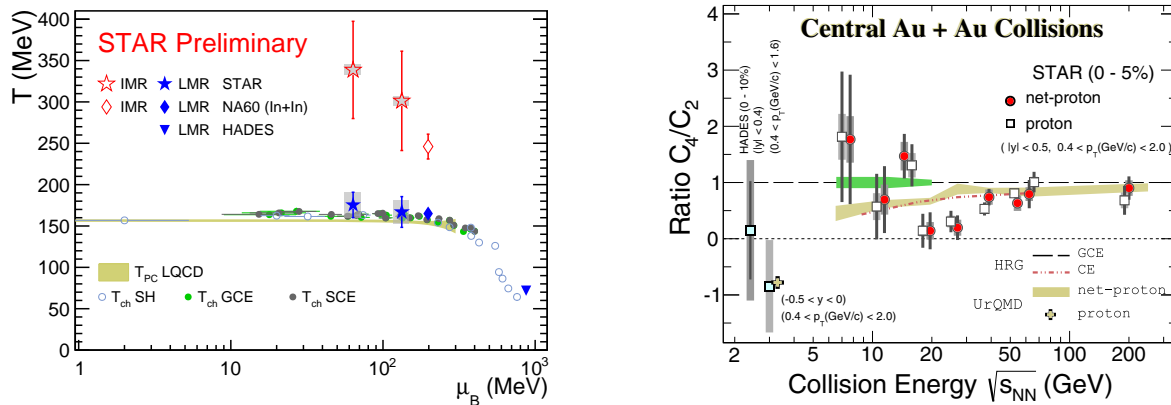 STAR Preliminary
IMR LMR STAR
IMR LMR NA60 (In+In)
LMR HADES
T_PC LQCD
T_ch SH T_ch GCE T_ch SCE
T (MeV)
400
350
300
250
200
150
100
50
0
1 10 10² 10³
μ_B (MeV)
Central Au + Au Collisions
HADES (0 - 10%)
(|y| < 0.4)
(0.4 < p_T(GeV/c) < 1.6)
STAR (0 - 5%)
net-proton
proton
( |y| < 0.5, 0.4 < p_T(GeV/c) < 2.0 )
HRG
GCE
CE
UrQMD
net-proton
proton
(-0.5 < y < 0)
(0.4 < p_T(GeV/c) < 2.0)
Ratio C₄/C₂
4
3
2
1
0
-1
2 5 10 20 50 100 200
Collision Energy √s_NN (GeV)